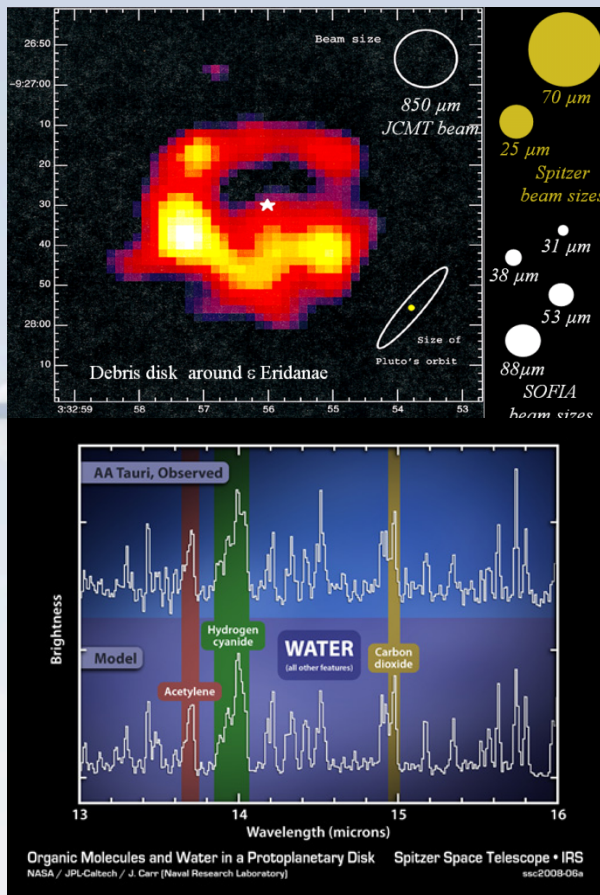 26:50
-9:27:00
10
20
30
40
50
28:00
10
3:32:59
58
57
56
55
54
53
Beam size
850 µm
JCMT beam
Size of
Pluto's orbit
Debris disk around ε Eridanae
70 µm
25 µm
Spitzer
beam sizes
31 µm
38 µm
53 µm
88µm
SOFIA
beam sizes
AA Tauri, Observed
Brightness
Model
Acetylene
Hydrogen
cyanide
WATER
(all other features)
Carbon
dioxide
13
14
15
16
Wavelength (microns)
Organic Molecules and Water in a Protoplanetary Disk
NASA / JPL-Caltech / J. Carr (Naval Research Laboratory)
Spitzer Space Telescope • IRS
ssc2008-06a